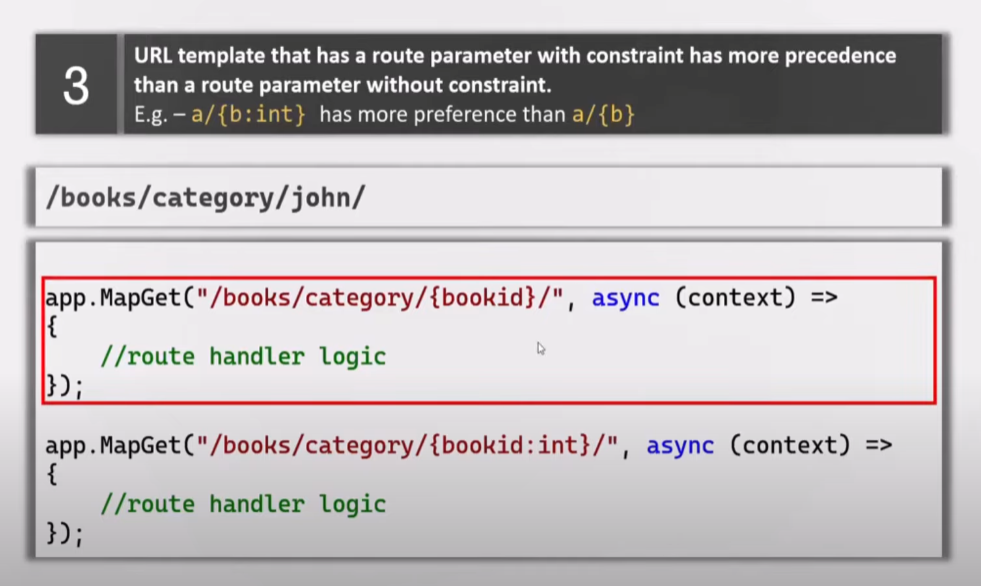 3
URL template that has a route parameter with constraint has more precedence
than a route parameter without constraint.
E.g. – a/{b:int} has more preference than a/{b}
/books/category/john/
app.MapGet("/books/category/{bookid}/", async (context) =>
{
//route handler logic
});
app.MapGet("/books/category/{bookid:int}/", async (context) =>
{
//route handler logic
});